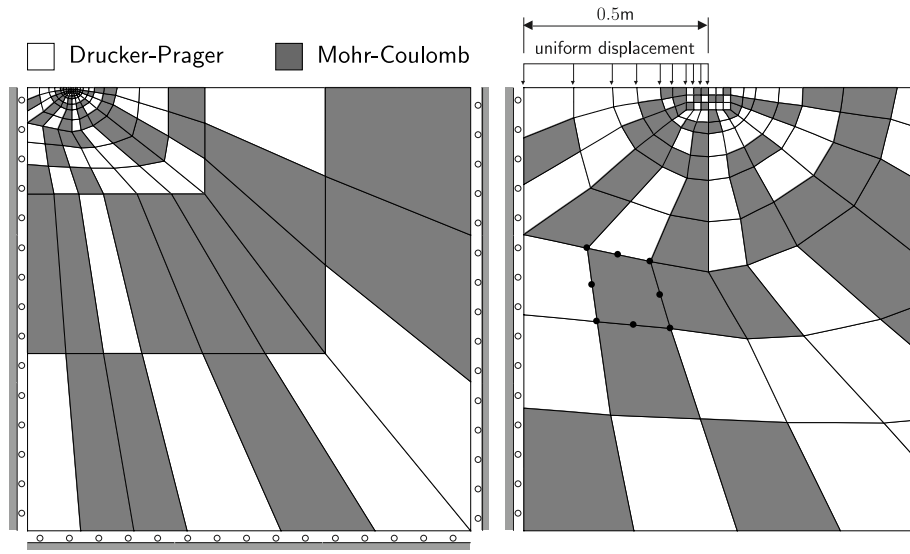 0.5m
Drucker-Prager
Mohr-Coulomb
uniform displacement